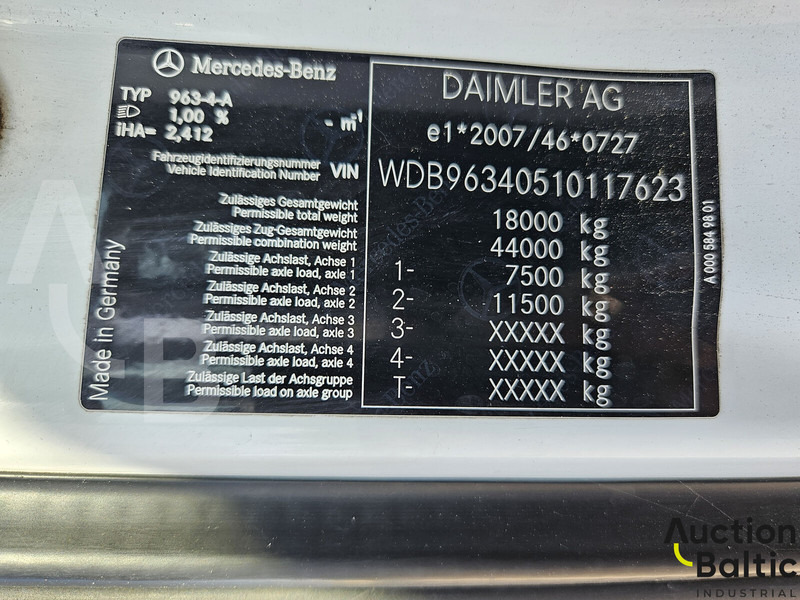 Mercedes-Benz
TYP 963-4-A
1,00 % - m-1
iHA= 2,412
Fahrzeugidentifizierungsnummer
Vehicle Identification Number VIN
Zulässiges Gesamtgewicht
Permissible total weight
Zulässiges Zug-Gesamtgewicht
Permissible combination weight
Zulässige Achslast, Achse 1
Permissible axle load, axle 1
Zulässige Achslast, Achse 2
Permissible axle load, axle 2
Zulässige Achslast, Achse 3
Permissible axle load, axle 3
Zulässige Achslast, Achse 4
Permissible axle load, axle 4
Zulässige Last der Achsgruppe
Permissible load on axle group
Made in Germany
DAIMLER AG
e1*2007/46*0727
WDB96340510117623
18000 kg
44000 kg
1- 7500 kg
2- 11500 kg
3- XXXXX kg
4- XXXXX kg
T- XXXXX kg
A 000 584 98 01
Mercedes-Benz
A
B
Auction
Baltic
INDUSTRIAL